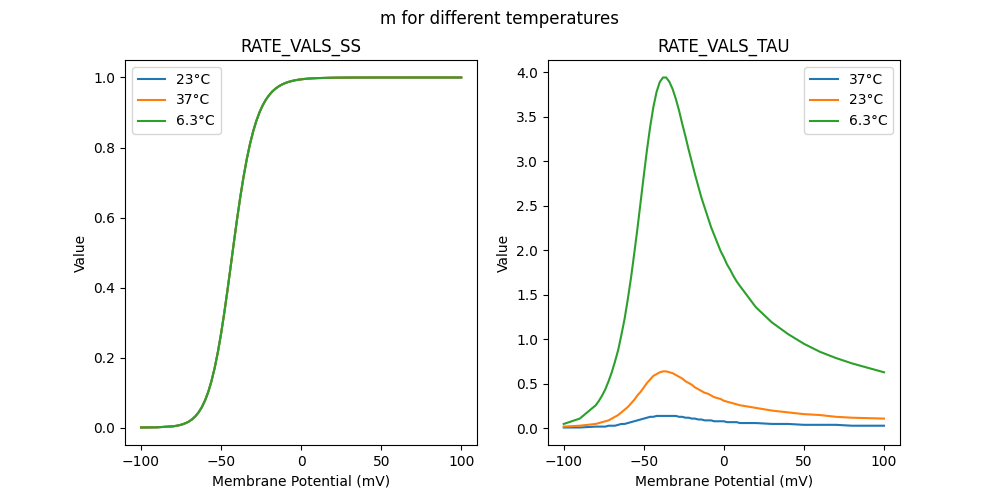 m for different temperatures
RATE_VALS_SS
1.0
0.8
0.6
0.4
0.2
0.0
Value
23°C
37°C
6.3°C
−100
−50
0
50
100
Membrane Potential (mV)
RATE_VALS_TAU
4.0
3.5
3.0
2.5
2.0
1.5
1.0
0.5
0.0
Value
37°C
23°C
6.3°C
−100
−50
0
50
100
Membrane Potential (mV)